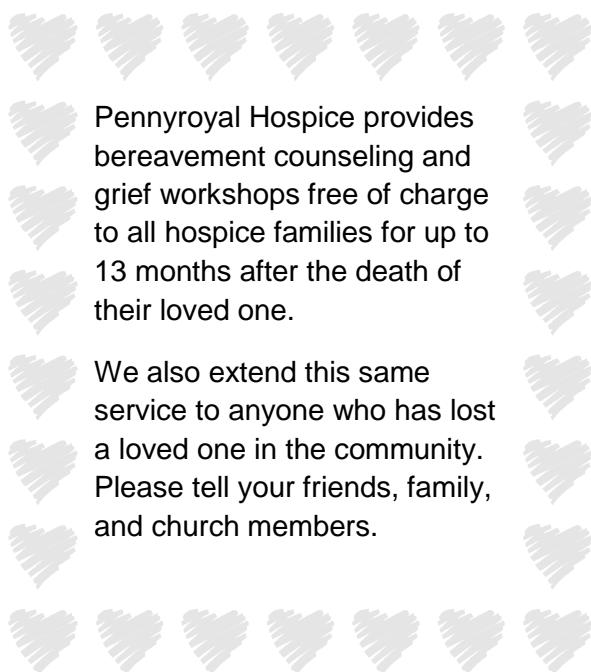 Pennyroyal Hospice provides
bereavement counseling and
grief workshops free of charge
to all hospice families for up to
13 months after the death of
their loved one.
We also extend this same
service to anyone who has lost
a loved one in the community.
Please tell your friends, family,
and church members.